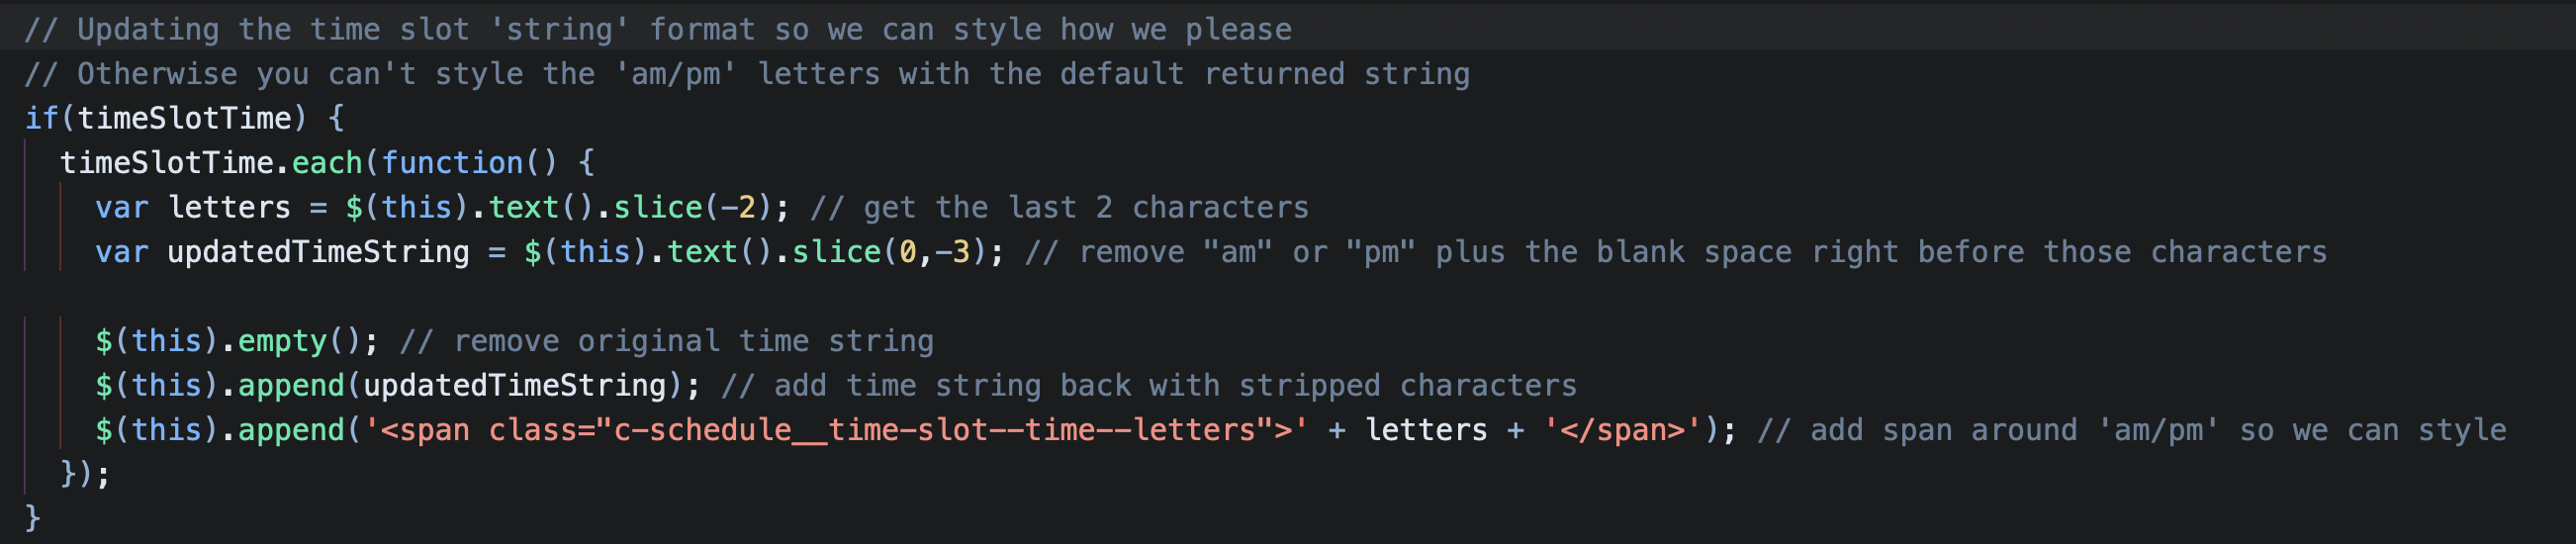 // Updating the time slot 'string' format so we can style how we please
// Otherwise you can't style the 'am/pm' letters with the default returned string
if(timeSlotTime) {
  timeSlotTime.each(function() {
    var letters = $(this).text().slice(-2); // get the last 2 characters
    var updatedTimeString = $(this).text().slice(0,-3); // remove "am" or "pm" plus the blank space right before those characters

    $(this).empty(); // remove original time string
    $(this).append(updatedTimeString); // add time string back with stripped characters
    $(this).append('<span class="c-schedule__time-slot--time--letters">' + letters + '</span>'); // add span around 'am/pm' so we can style
  });
}